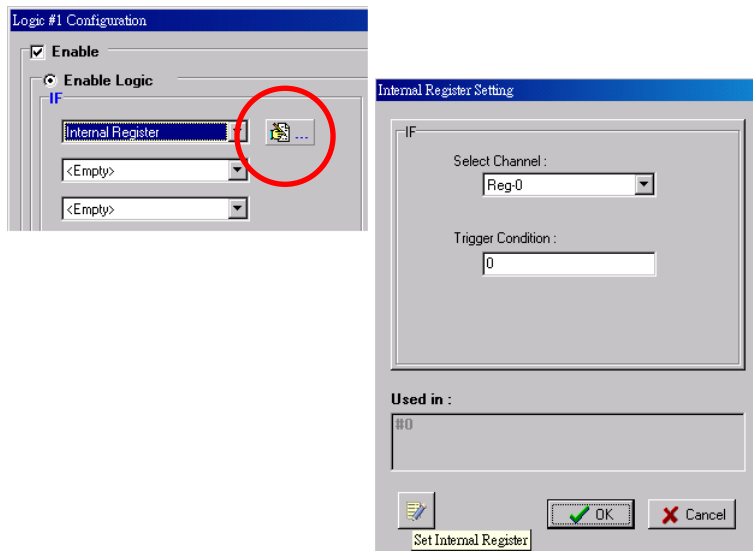 Logic #1 Configuration
Enable
Enable Logic
IF
Internal Register
...
<Empty>
<Empty>
Internal Register Setting
IF
Select Channel :
Reg-0
Trigger Condition :
0
Used in :
#0
OK
Cancel
Set Internal Register